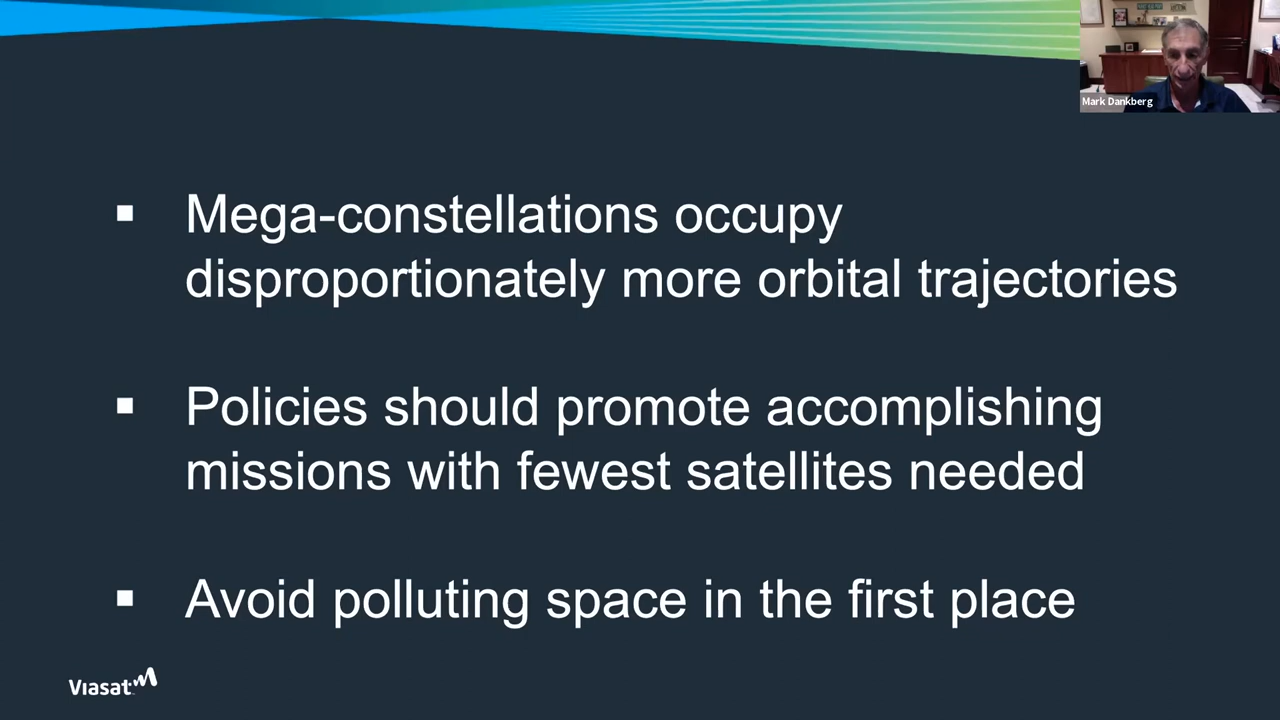 Mark Dankberg
▪ Mega-constellations occupy
disproportionately more orbital trajectories
▪ Policies should promote accomplishing
missions with fewest satellites needed
▪ Avoid polluting space in the first place
Viasat